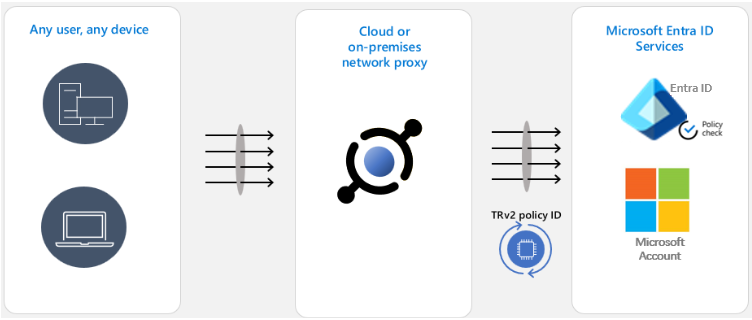 Any user, any device
Cloud or
on-premises
network proxy
TRv2 policy ID
Microsoft Entra ID
Services
Entra ID
Policy
check
Microsoft
Account